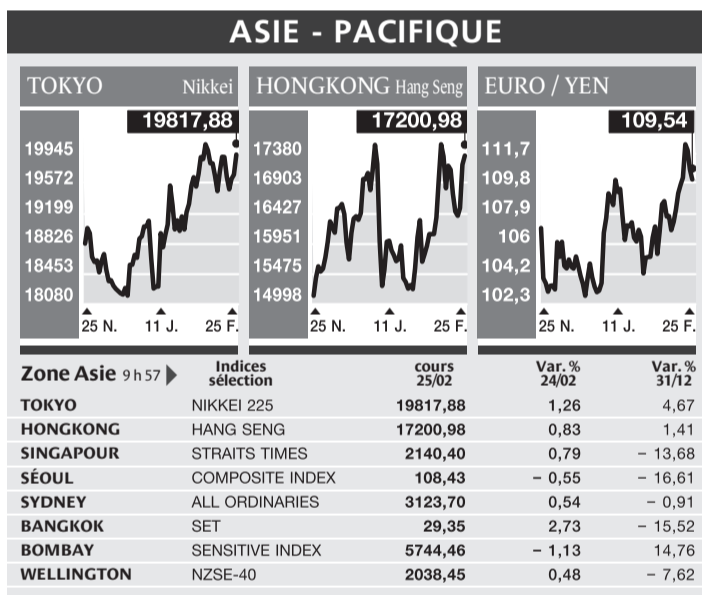 ASIE - PACIFIQUE
TOKYO Nikkei
19817,88
19945
19572
19199
18826
18453
18080
25 N. 11 J. 25 F.
HONGKONG Hang Seng
17200,98
17380
16903
16427
15951
15475
14998
25 N. 11 J. 25 F.
EURO / YEN
109,54
111,7
109,8
107,9
106
104,2
102,3
25 N. 11 J. 25 F.
Zone Asie 9 h 57 Indices sélection cours 25/02 Var. % 24/02 Var. % 31/12
TOKYO NIKKEI 225 19817,88 1,26 4,67
HONGKONG HANG SENG 17200,98 0,83 1,41
SINGAPOUR STRAITS TIMES 2140,40 0,79 – 13,68
SÉOUL COMPOSITE INDEX 108,43 – 0,55 – 16,61
SYDNEY ALL ORDINARIES 3123,70 0,54 – 0,91
BANGKOK SET 29,35 2,73 – 15,52
BOMBAY SENSITIVE INDEX 5744,46 – 1,13 14,76
WELLINGTON NZSE-40 2038,45 0,48 – 7,62